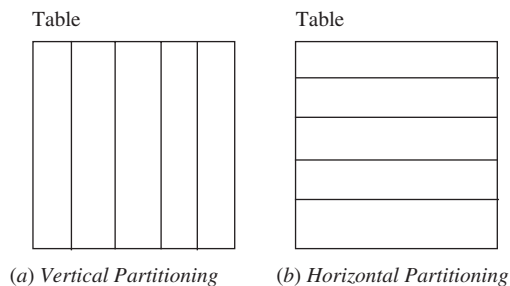 Table
Table
(a) Vertical Partitioning
(b) Horizontal Partitioning